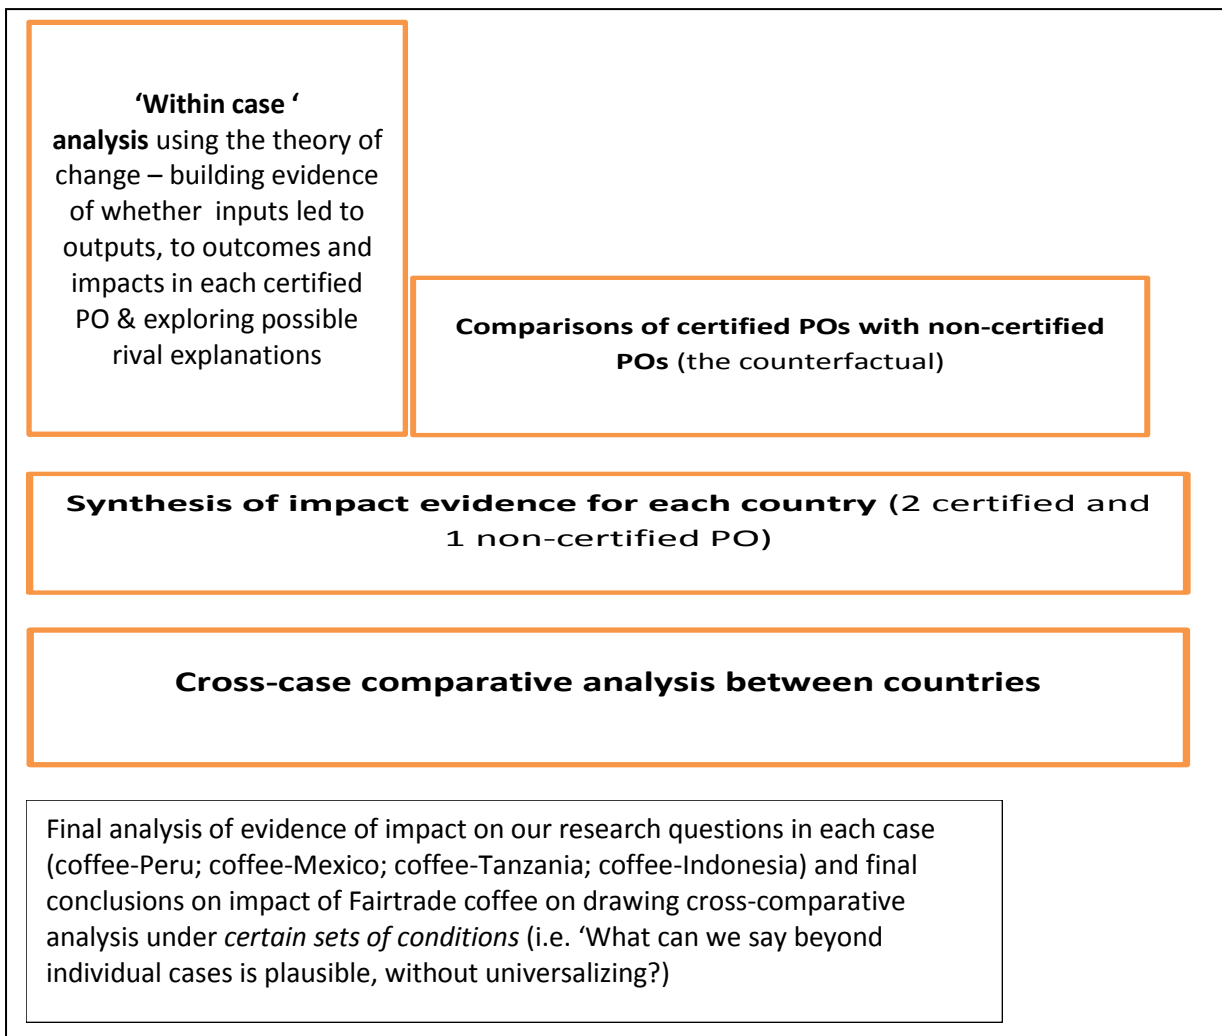 ‘Within case ‘
analysis using the theory of
change – building evidence
of whether inputs led to
outputs, to outcomes and
impacts in each certified
PO & exploring possible
rival explanations
Comparisons of certified POs with non-certified
POs (the counterfactual)
Synthesis of impact evidence for each country (2 certified and
1 non-certified PO)
Cross-case comparative analysis between countries
Final analysis of evidence of impact on our research questions in each case
(coffee-Peru; coffee-Mexico; coffee-Tanzania; coffee-Indonesia) and final
conclusions on impact of Fairtrade coffee on drawing cross-comparative
analysis under certain sets of conditions (i.e. ‘What can we say beyond
individual cases is plausible, without universalizing?)